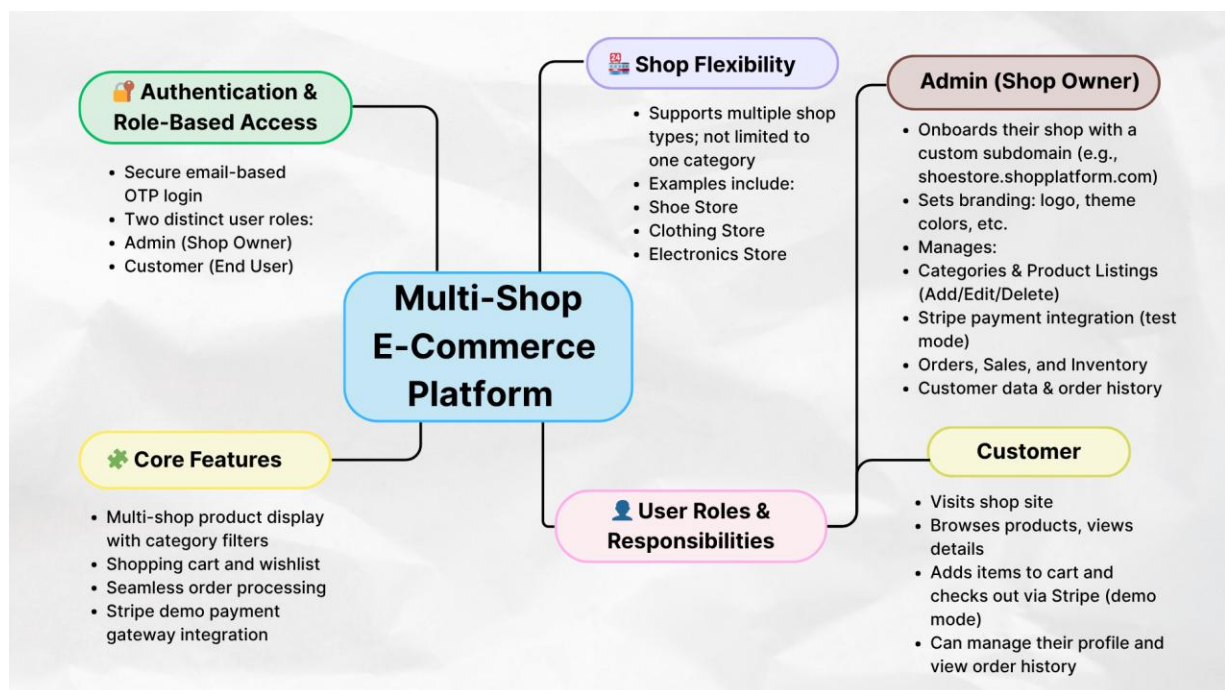 🔐 Authentication &
Role-Based Access
• Secure email-based
OTP login
• Two distinct user roles:
• Admin (Shop Owner)
• Customer (End User)
🏪 Shop Flexibility
• Supports multiple shop
types; not limited to
one category
• Examples include:
• Shoe Store
• Clothing Store
• Electronics Store
Admin (Shop Owner)
• Onboards their shop with a
custom subdomain (e.g.,
shoestore.shopplatform.com)
• Sets branding: logo, theme
colors, etc.
• Manages:
• Categories & Product Listings
(Add/Edit/Delete)
• Stripe payment integration (test
mode)
• Orders, Sales, and Inventory
• Customer data & order history
Multi-Shop
E-Commerce
Platform
🧩 Core Features
• Multi-shop product display
with category filters
• Shopping cart and wishlist
• Seamless order processing
• Stripe demo payment
gateway integration
👤 User Roles &
Responsibilities
Customer
• Visits shop site
• Browses products, views
details
• Adds items to cart and
checks out via Stripe (demo
mode)
• Can manage their profile and
view order history